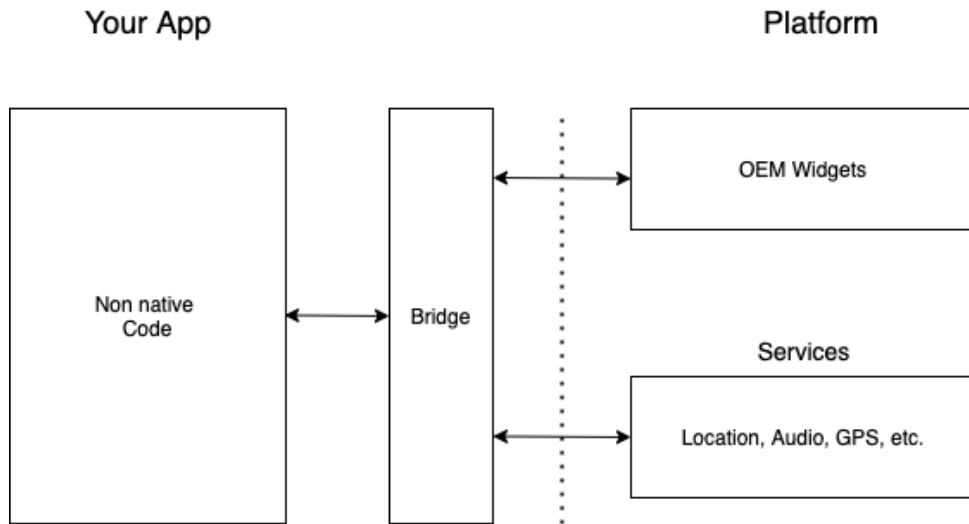 Your App
Platform
OEM Widgets
Non native
Code
Bridge
Services
Location, Audio, GPS, etc.